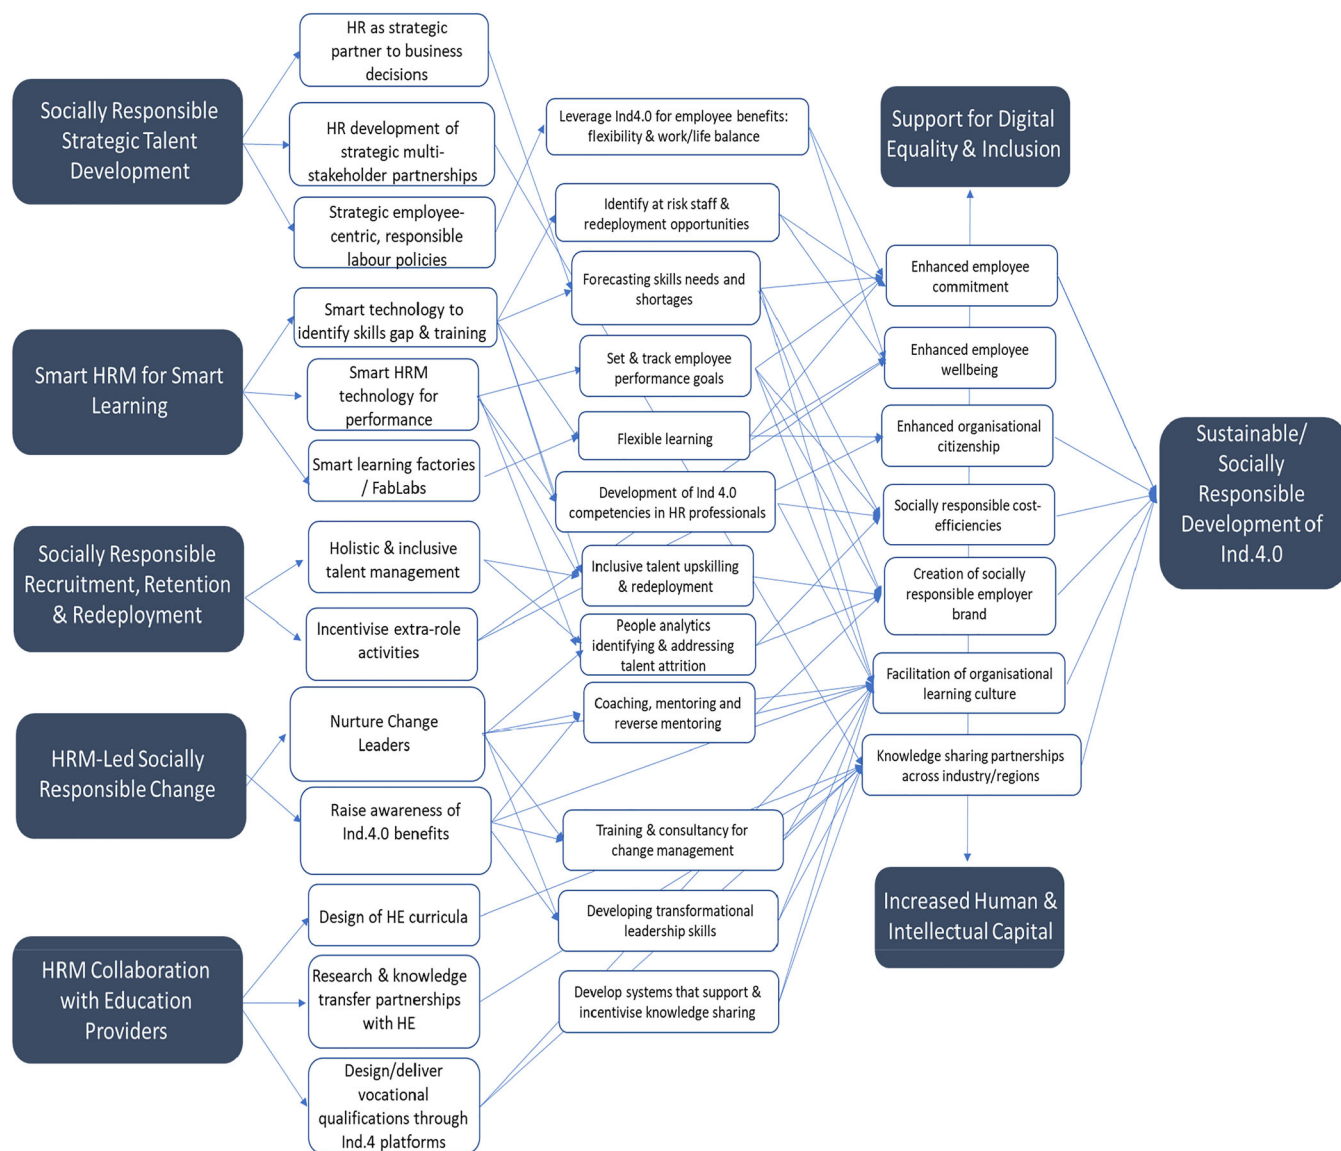 Socially Responsible
Strategic Talent
Development
Smart HRM for Smart
Learning
Socially Responsible
Recruitment, Retention
& Redeployment
HRM-Led Socially
Responsible Change
HRM Collaboration
with Education
Providers
HR as strategic
partner to business
decisions
HR development of
strategic multi-
stakeholder partnerships
Strategic employee-
centric, responsible
labour policies
Smart technology to
identify skills gap & training
Smart HRM
technology for
performance
Smart learning factories
/ FabLabs
Holistic & inclusive
talent management
Incentivise extra-role
activities
Nurture Change
Leaders
Raise awareness of
Ind.4.0 benefits
Design of HE curricula
Research & knowledge
transfer partnerships
with HE
Design/deliver
vocational
qualifications through
Ind.4 platforms
Leverage Ind4.0 for employee benefits:
flexibility & work/life balance
Identify at risk staff &
redeployment opportunities
Forecasting skills needs and
shortages
Set & track employee
performance goals
Flexible learning
Development of Ind 4.0
competencies in HR professionals
Inclusive talent upskilling
& redeployment
People analytics
identifying & addressing
talent attrition
Coaching, mentoring and
reverse mentoring
Training & consultancy for
change management
Developing transformational
leadership skills
Develop systems that support &
incentivise knowledge sharing
Support for Digital
Equality & Inclusion
Enhanced employee
commitment
Enhanced employee
wellbeing
Enhanced organisational
citizenship
Socially responsible cost-
efficiencies
Creation of socially
responsible employer
brand
Facilitation of organisational
learning culture
Knowledge sharing partnerships
across industry/regions
Increased Human &
Intellectual Capital
Sustainable/
Socially
Responsible
Development of
Ind.4.0